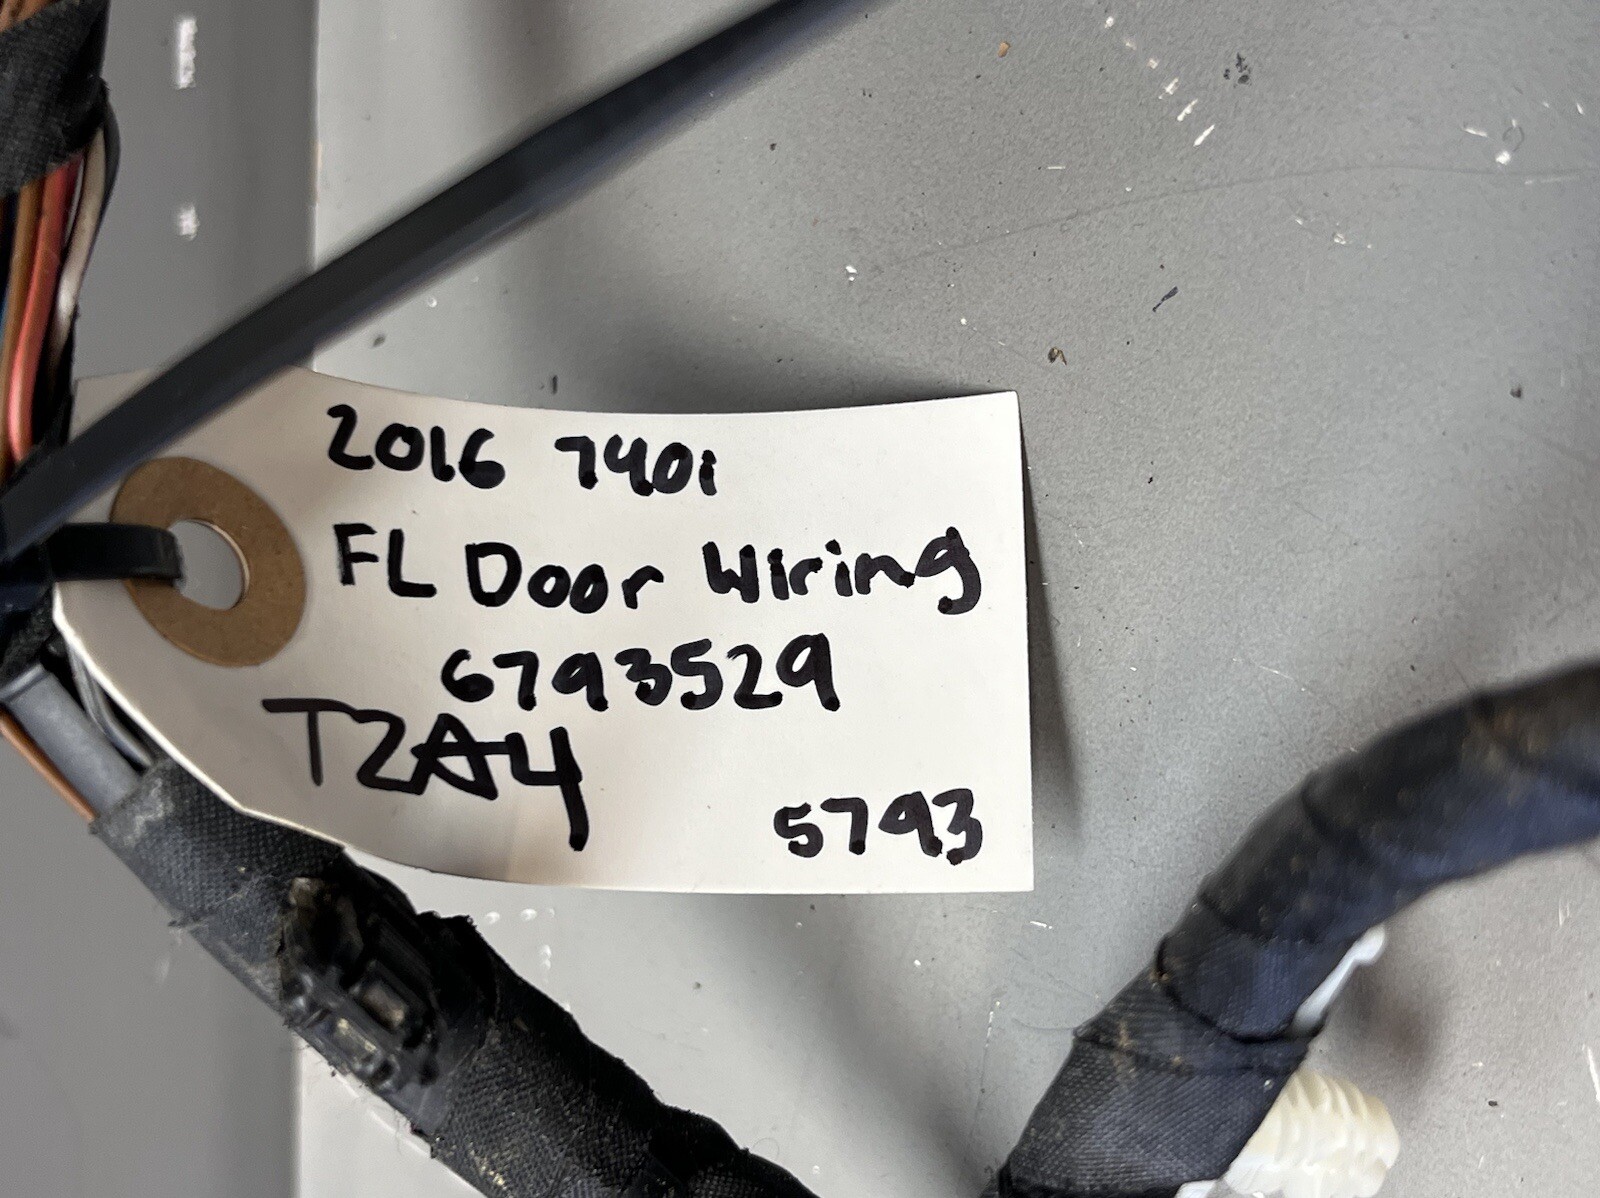 2016 740i
FL Door Wiring
6793529
T2A4
5793